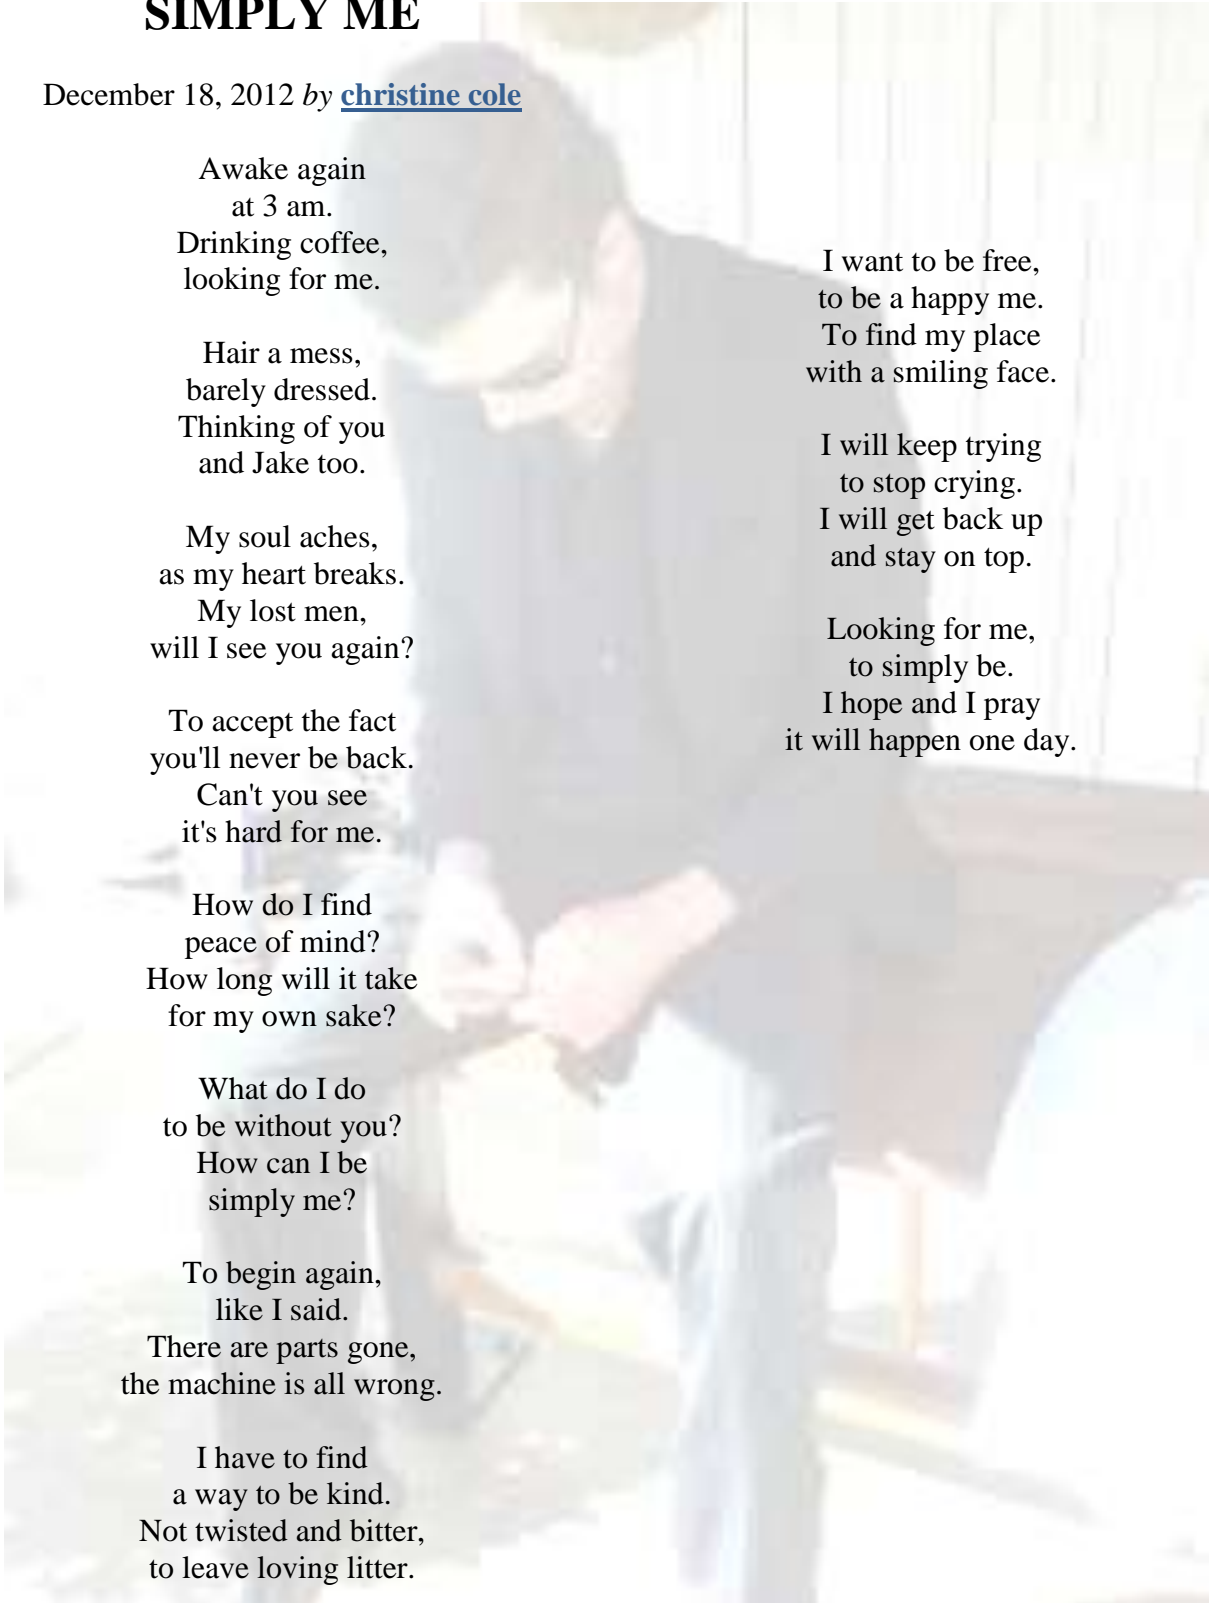 SIMPLY ME
December 18, 2012 by christine cole
Awake again
at 3 am.
Drinking coffee,
looking for me.
Hair a mess,
barely dressed.
Thinking of you
and Jake too.
My soul aches,
as my heart breaks.
My lost men,
will I see you again?
To accept the fact
you'll never be back.
Can't you see
it's hard for me.
How do I find
peace of mind?
How long will it take
for my own sake?
What do I do
to be without you?
How can I be
simply me?
To begin again,
like I said.
There are parts gone,
the machine is all wrong.
I have to find
a way to be kind.
Not twisted and bitter,
to leave loving litter.
I want to be free,
to be a happy me.
To find my place
with a smiling face.
I will keep trying
to stop crying.
I will get back up
and stay on top.
Looking for me,
to simply be.
I hope and I pray
it will happen one day.